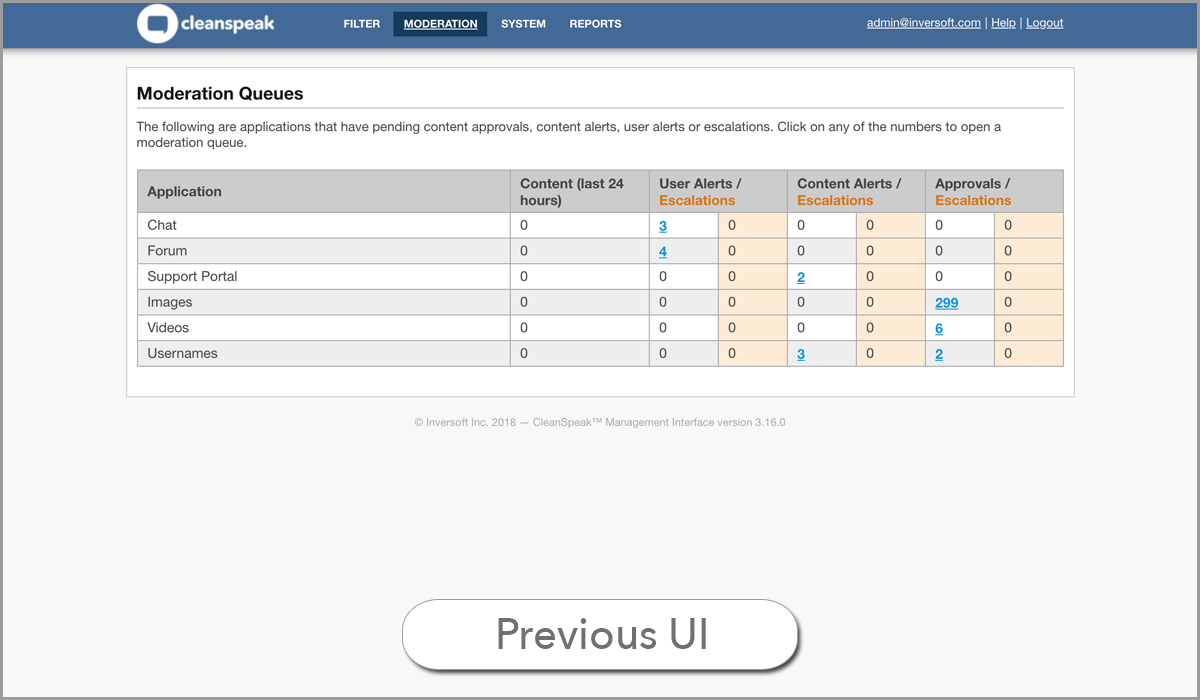 cleanspeak FILTER MODERATION SYSTEM REPORTS admin@inversoft.com | Help | Logout
Moderation Queues
The following are applications that have pending content approvals, content alerts, user alerts or escalations. Click on any of the numbers to open a
moderation queue.
Application Content (last 24 hours) User Alerts / Escalations Content Alerts / Escalations Approvals / Escalations
Chat 0 3 0 0 0 0 0
Forum 0 4 0 0 0 0 0
Support Portal 0 0 0 2 0 0 0
Images 0 0 0 0 0 299 0
Videos 0 0 0 0 0 6 0
Usernames 0 0 0 3 0 2 0
© Inversoft Inc. 2018 — CleanSpeak™ Management Interface version 3.16.0
Previous UI